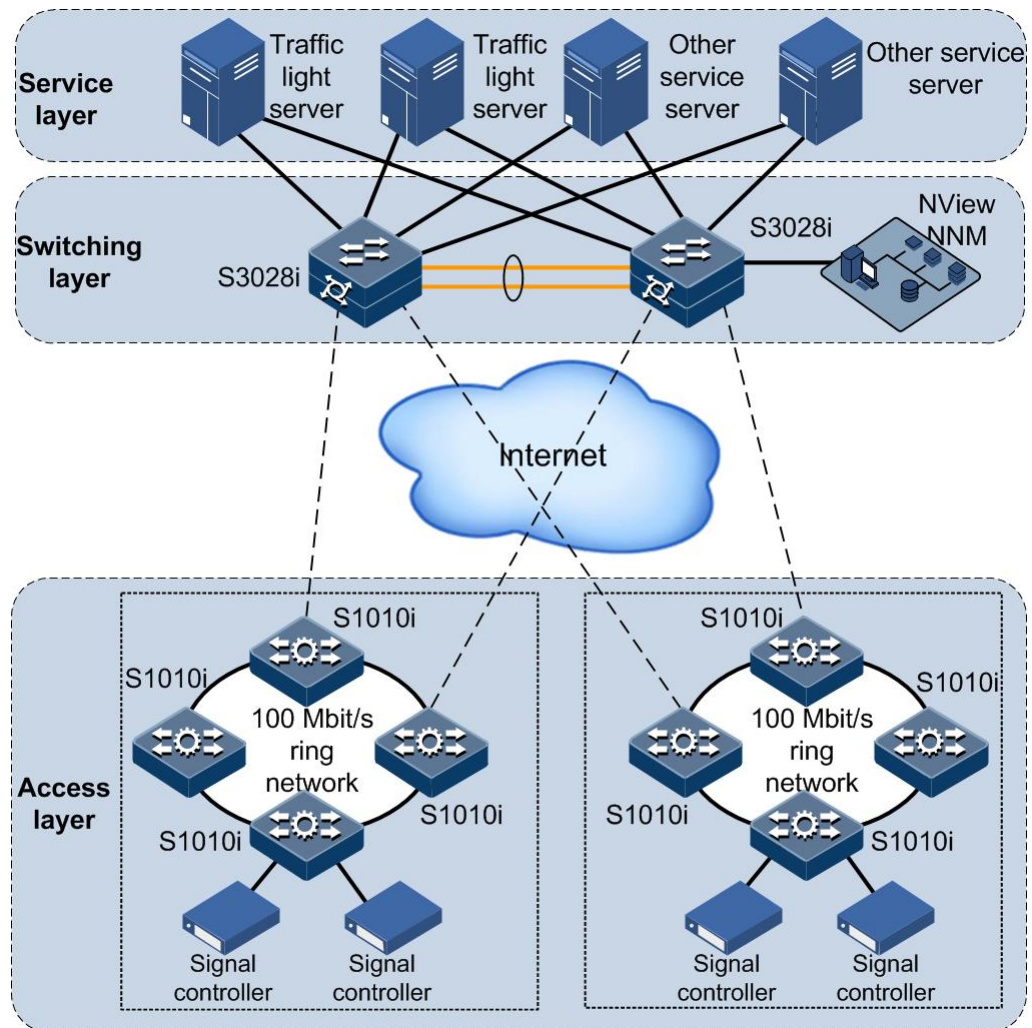 Service
layer
Traffic
light
server
Traffic
light
server
Other
service
server
Other service
server
Switching
layer
S3028i
S3028i
NView
NNM
Internet
Access
layer
S1010i
S1010i
100 Mbit/s
ring
network
S1010i
S1010i
Signal
controller
Signal
controller
S1010i
S1010i
100 Mbit/s
ring
network
S1010i
S1010i
Signal
controller
Signal
controller